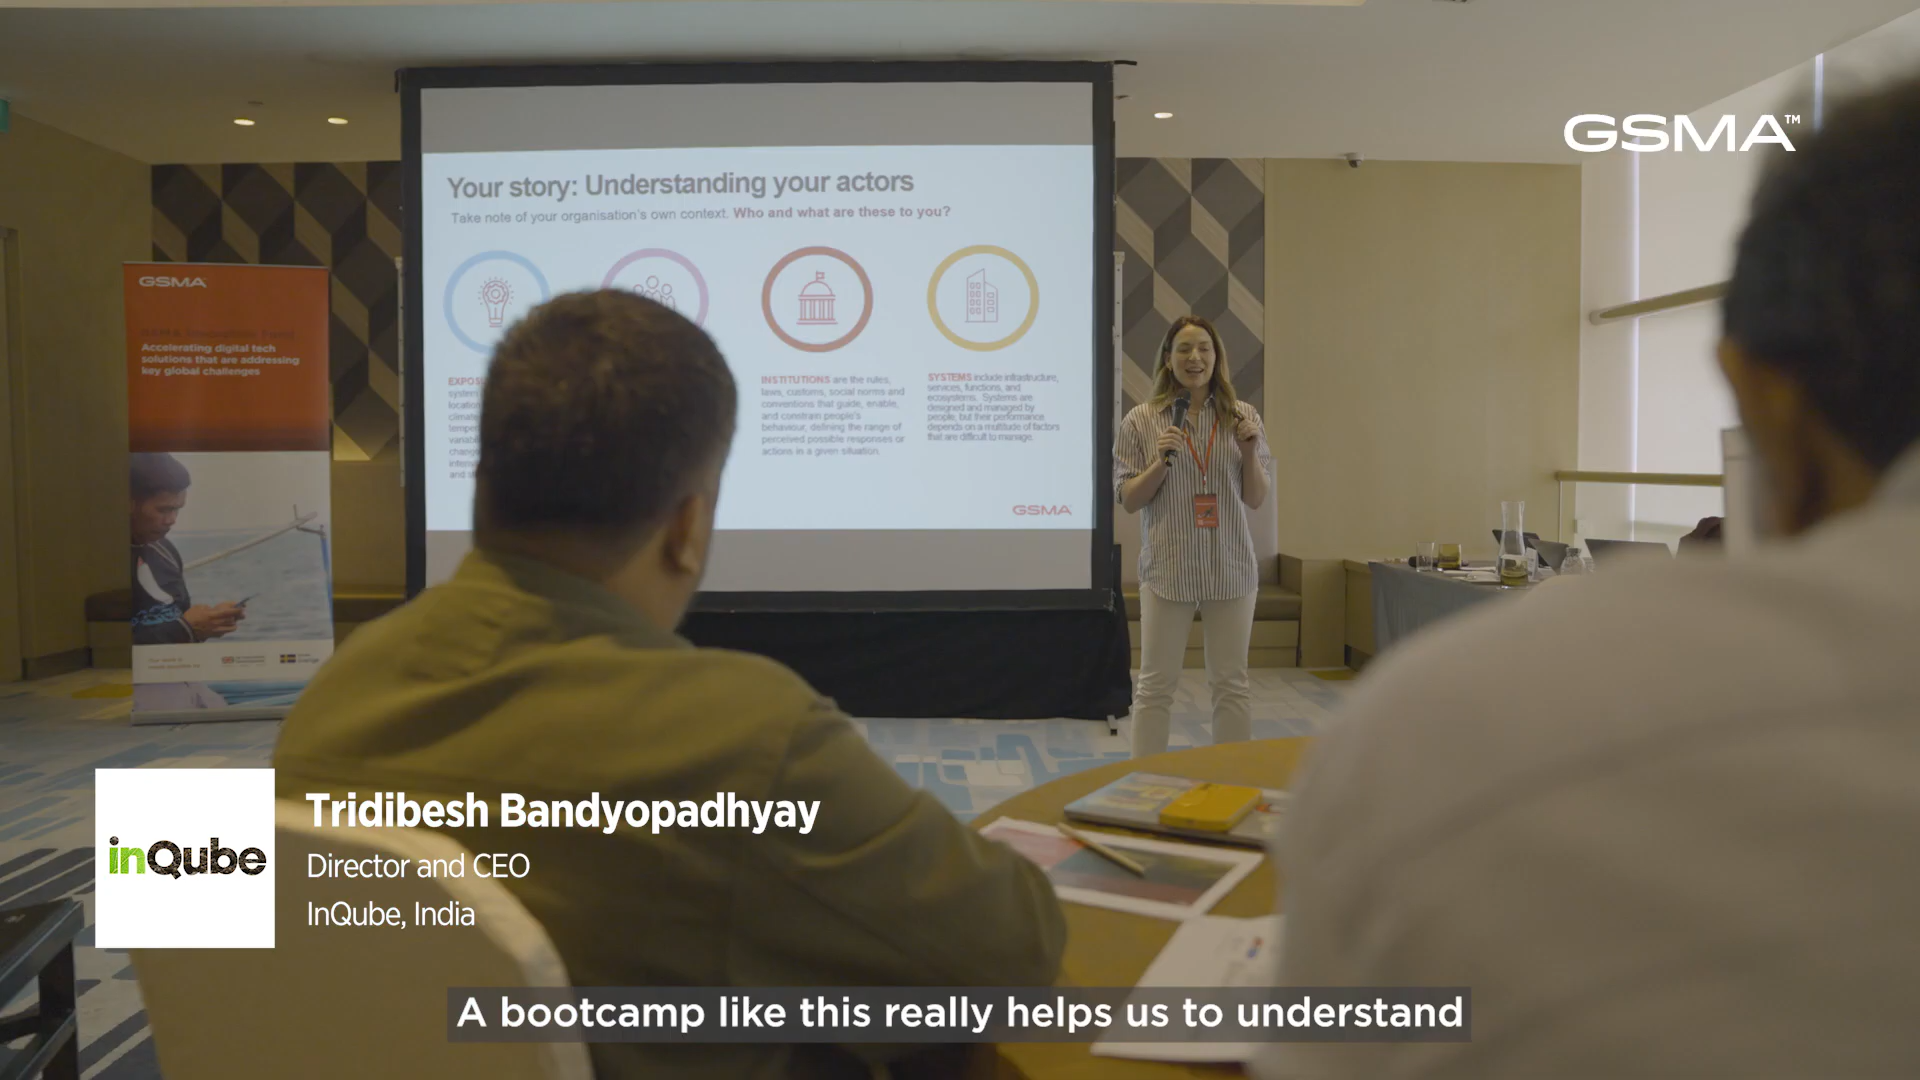 GSMA™
Your story: Understanding your actors
Take note of your organisation's own context. Who and what are these to you?
INSTITUTIONS are the rules,
laws, customs, social norms and
conventions that guide, enable,
and constrain people's
behaviour, defining the range of
perceived possible responses or
actions in a given situation.
SYSTEMS include infrastructure,
services, functions, and
ecosystems. Systems are
designed and managed by
people, but their performance
depends on a multitude of factors
that are difficult to manage.
GSMA
GSMA
GSMA Innovation Fund
Accelerating digital tech
solutions that are addressing
key global challenges
inQube
Tridibesh Bandyopadhyay
Director and CEO
InQube, India
A bootcamp like this really helps us to understand